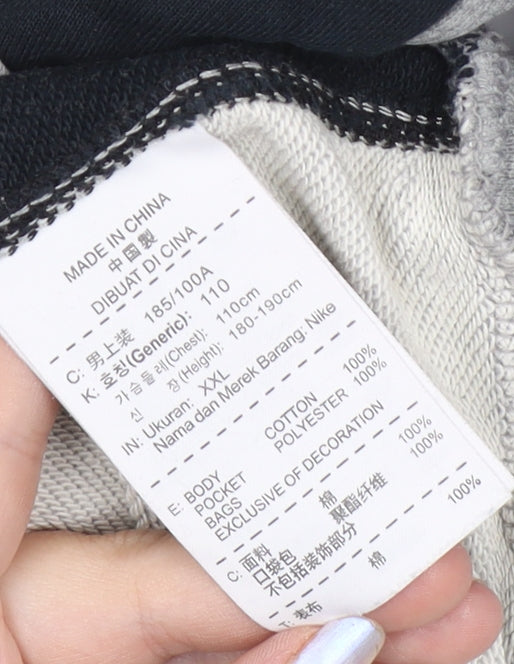 MADE IN CHINA
中国製
DIBUAT DI CINA
C: 男上装 185/100A
K: 호칭(Generic): 110
가슴둘레(Chest): 110cm
신 장(Height): 180-190cm
IN: Ukuran: XXL
Nama dan Merek Barang: Nike
E: BODY COTTON 100%
POCKET POLYESTER 100%
BAGS
EXCLUSIVE OF DECORATION
C: 面料 棉 100%
口袋包 聚酯纤维 100%
不包括装饰部分
T: 表布 棉 100%